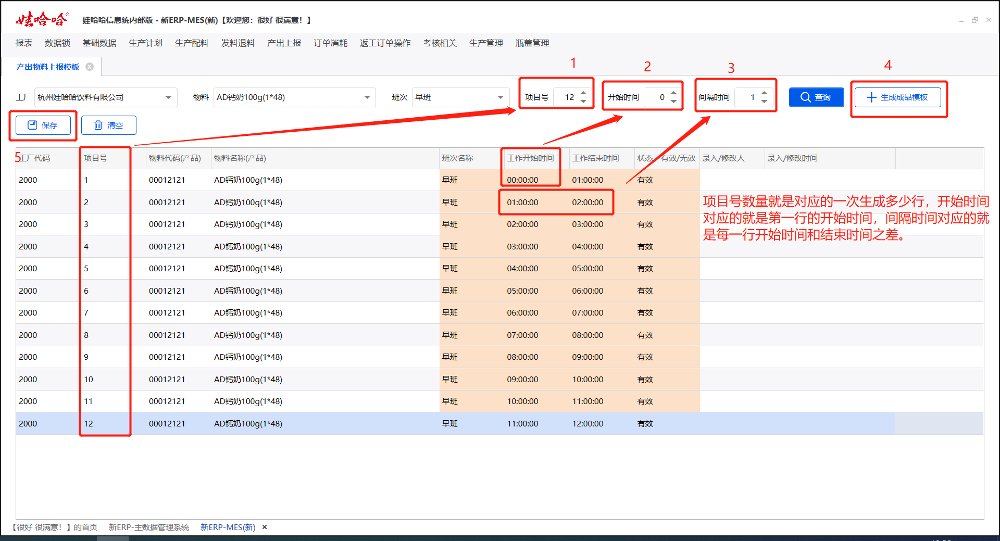 娃哈哈® 娃哈哈信息统内部版 - 新ERP-MES(新)【欢迎您：很好 很满意！】
报表 数据锁 基础数据 生产计划 生产配料 发料退料 产出上报 订单消耗 返工订单操作 考核相关 生产管理 瓶盖管理
产出物料上报模板
1 2 3 4
工厂 杭州娃哈哈饮料有限公司 物料 AD钙奶100g(1*48) 班次 早班 项目号 12 开始时间 0 间隔时间 1 查询 生成成品模板
保存 清空
5
工厂代码 项目号 物料代码(产品) 物料名称(产品) 班次名称 工作开始时间 工作结束时间 状态 有效/无效 录入/修改人 录入/修改时间
2000 1 00012121 AD钙奶100g(1*48) 早班 00:00:00 01:00:00 有效
2000 2 00012121 AD钙奶100g(1*48) 早班 01:00:00 02:00:00 有效
2000 3 00012121 AD钙奶100g(1*48) 早班 02:00:00 03:00:00 有效
2000 4 00012121 AD钙奶100g(1*48) 早班 03:00:00 04:00:00 有效
2000 5 00012121 AD钙奶100g(1*48) 早班 04:00:00 05:00:00 有效
2000 6 00012121 AD钙奶100g(1*48) 早班 05:00:00 06:00:00 有效
2000 7 00012121 AD钙奶100g(1*48) 早班 06:00:00 07:00:00 有效
2000 8 00012121 AD钙奶100g(1*48) 早班 07:00:00 08:00:00 有效
2000 9 00012121 AD钙奶100g(1*48) 早班 08:00:00 09:00:00 有效
2000 10 00012121 AD钙奶100g(1*48) 早班 09:00:00 10:00:00 有效
2000 11 00012121 AD钙奶100g(1*48) 早班 10:00:00 11:00:00 有效
2000 12 00012121 AD钙奶100g(1*48) 早班 11:00:00 12:00:00 有效
项目号数量就是对应的一次生成多少行，开始时间
对应的就是第一行的开始时间，间隔时间对应的就
是每一行开始时间和结束时间之差。
【很好 很满意！】的首页 新ERP-主数据管理系统 新ERP-MES(新)